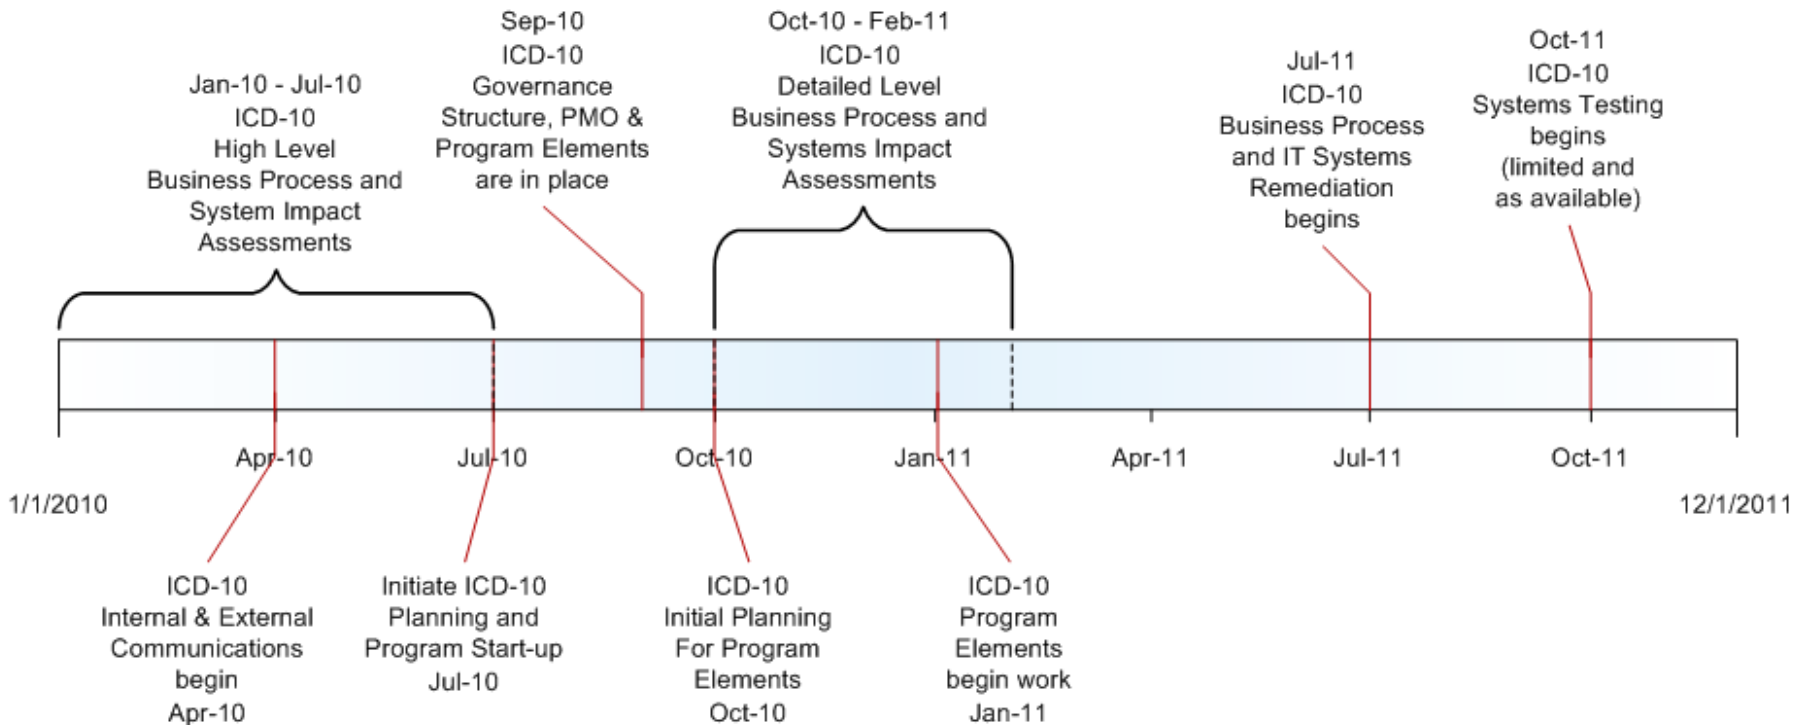 Jan-10 - Jul-10
ICD-10
High Level
Business Process and
System Impact
Assessments
Sep-10
ICD-10
Governance
Structure, PMO &
Program Elements
are in place
Oct-10 - Feb-11
ICD-10
Detailed Level
Business Process and
Systems Impact
Assessments
Jul-11
ICD-10
Business Process
and IT Systems
Remediation
begins
Oct-11
ICD-10
Systems Testing
begins
(limited and
as available)
Apr-10
Jul-10
Oct-10
Jan-11
Apr-11
Jul-11
Oct-11
1/1/2010
12/1/2011
ICD-10
Internal & External
Communications
begin
Apr-10
Initiate ICD-10
Planning and
Program Start-up
Jul-10
ICD-10
Initial Planning
For Program
Elements
Oct-10
ICD-10
Program
Elements
begin work
Jan-11